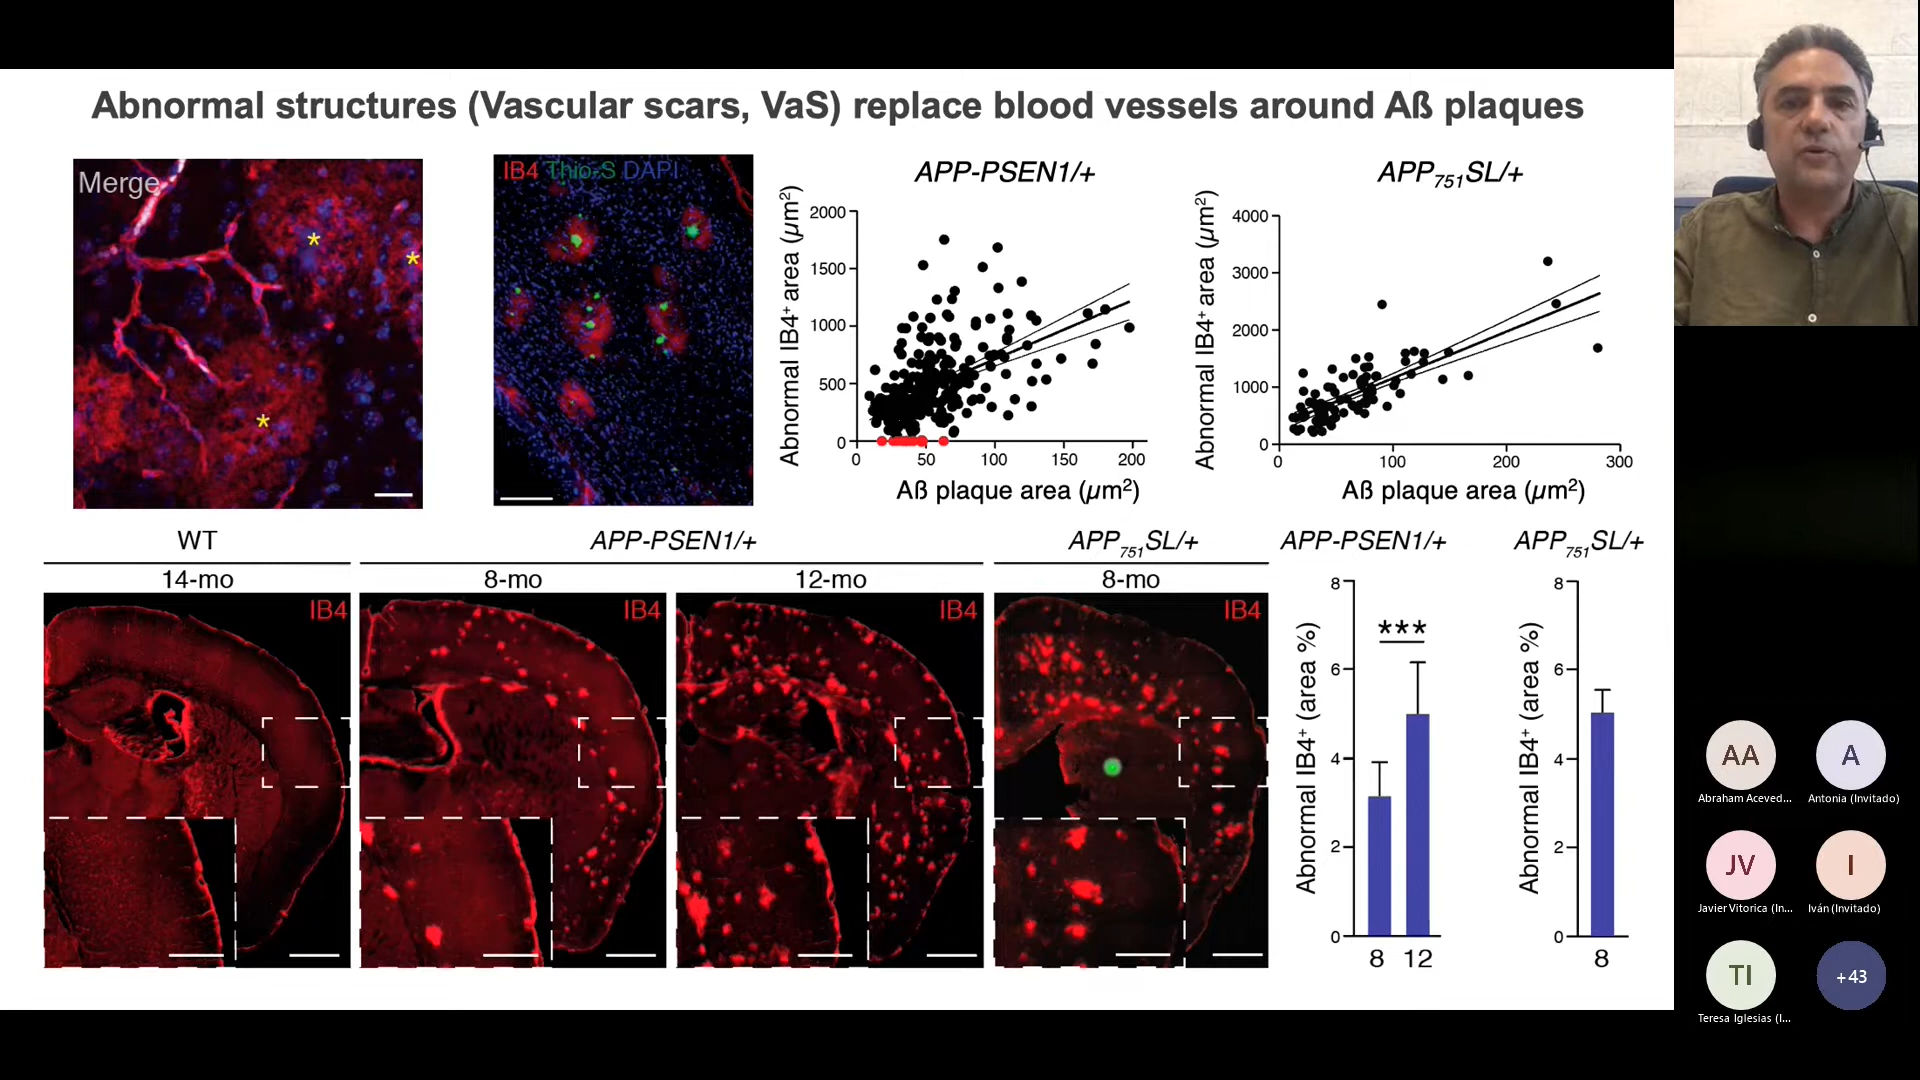 Abnormal structures (Vascular scars, VaS) replace blood vessels around Aß plaques
Merge
*
*
*
IB4 Thio-S DAPI
APP-PSEN1/+
Abnormal IB4⁺ area (µm²)
2000
1500
1000
500
0
0 50 100 150 200
Aß plaque area (µm²)
APP₇₅₁SL/+
Abnormal IB4⁺ area (µm²)
4000
3000
2000
1000
0
0 100 200 300
Aß plaque area (µm²)
WT
14-mo
IB4
APP-PSEN1/+
8-mo
IB4
12-mo
IB4
APP₇₅₁SL/+
8-mo
IB4
APP-PSEN1/+
Abnormal IB4⁺ (area %)
8
6
4
2
0
***
8 12
APP₇₅₁SL/+
Abnormal IB4⁺ (area %)
8
6
4
2
0
8
AA
Abraham Aceved...
A
Antonia (Invitado)
JV
Javier Vitorica (In...
I
Iván (Invitado)
TI
Teresa Iglesias (I...
+43